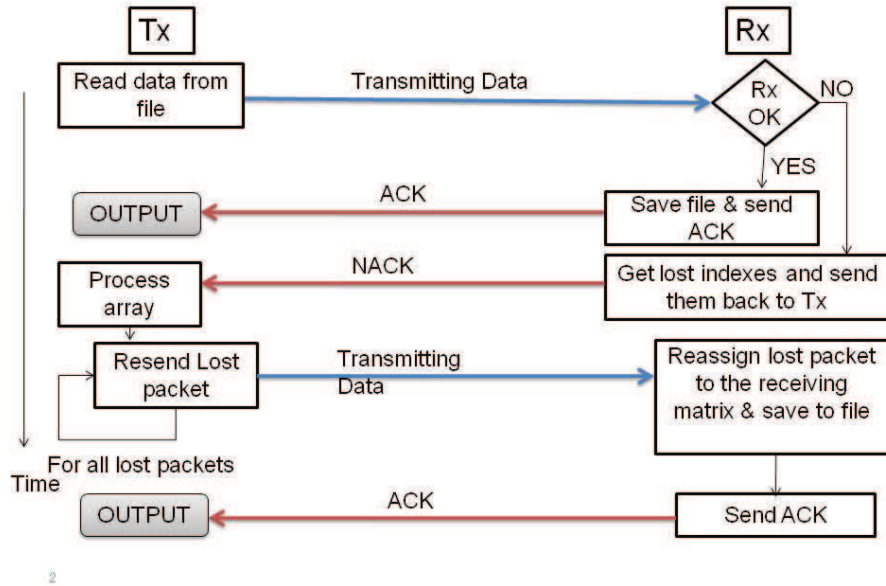 Tx
Rx
Read data from
file
Transmitting Data
Rx
OK
NO
YES
ACK
OUTPUT
Save file & send
ACK
NACK
Process
array
Get lost indexes and send
them back to Tx
Resend Lost
packet
Transmitting
Data
Reassign lost packet
to the receiving
matrix & save to file
For all lost packets
Time
OUTPUT
ACK
Send ACK
2